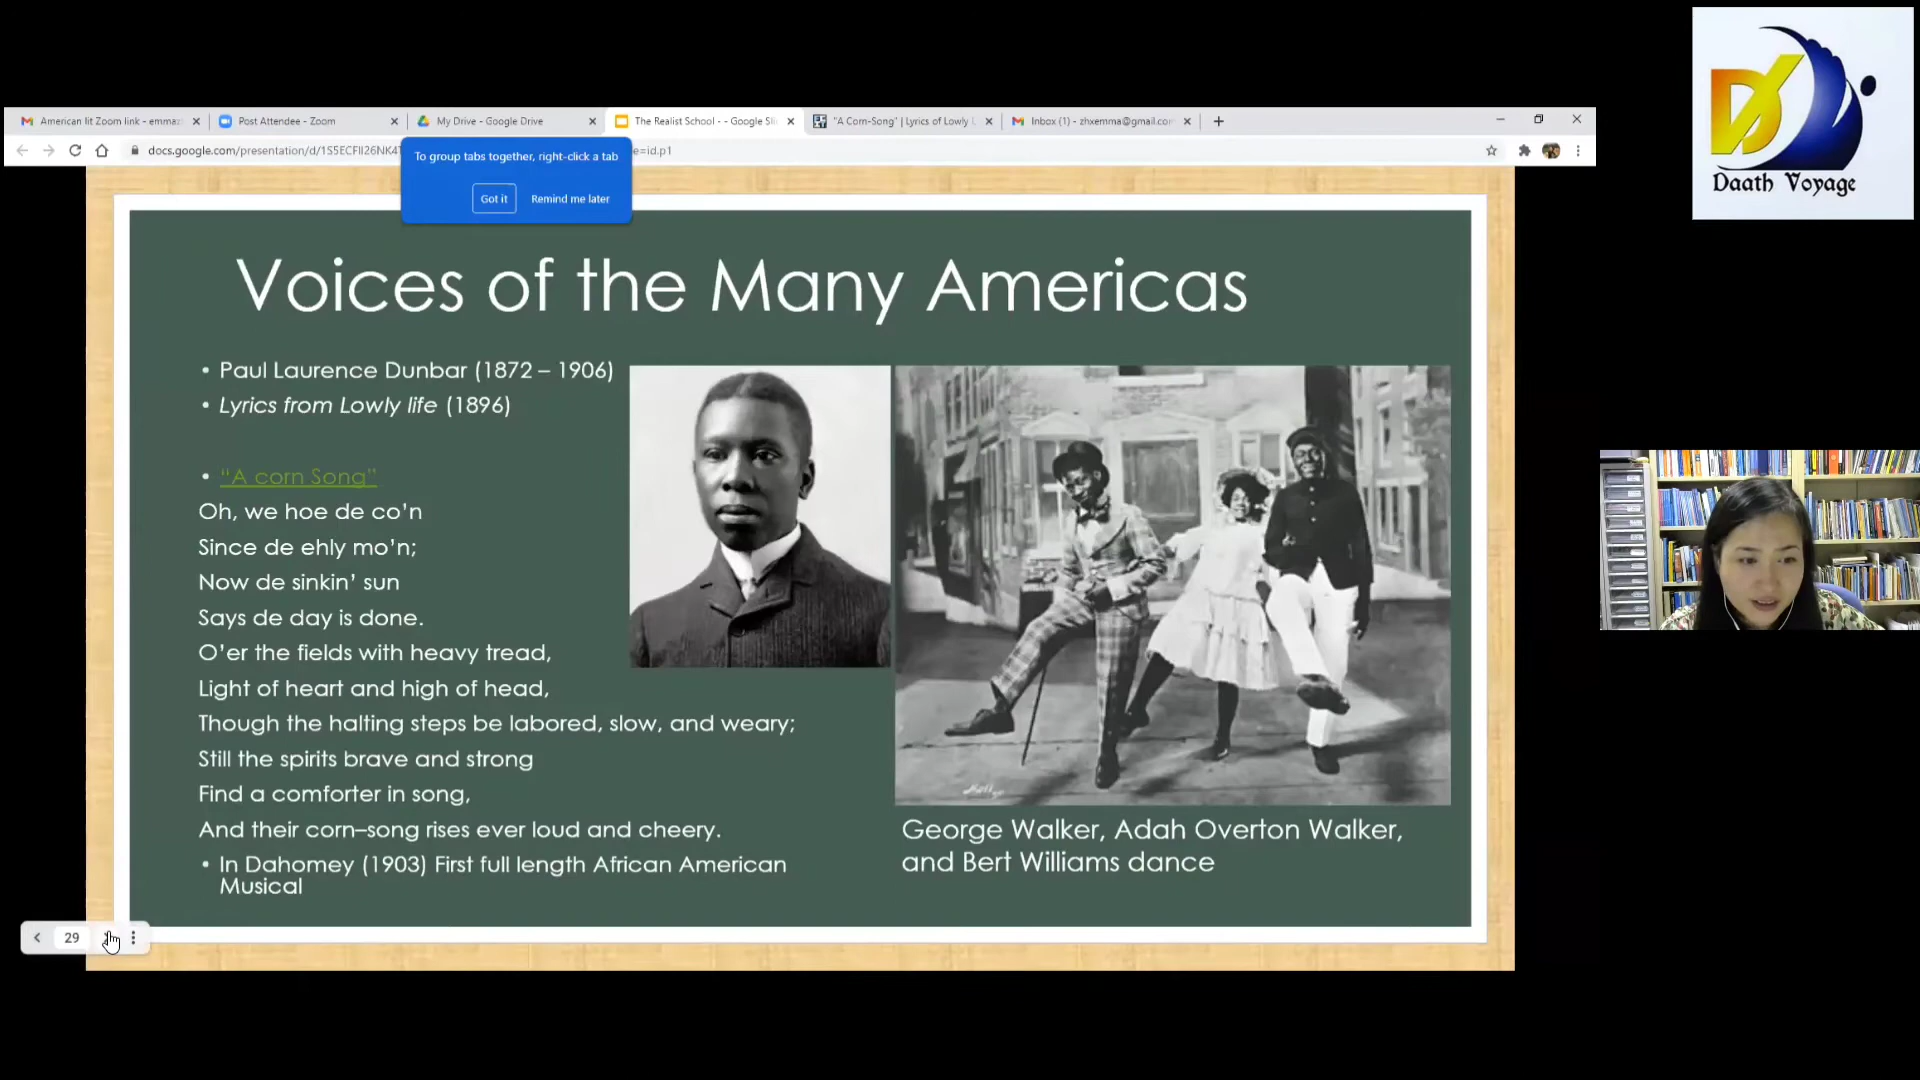 American lit Zoom link - emmaz
Post Attendee - Zoom
My Drive - Google Drive
The Realist School - - Google Sli
"A Corn-Song" | Lyrics of Lowly L
Inbox (1) - zhxemma@gmail.com
To group tabs together, right-click a tab
Got it
Remind me later
e=id.p1
Daath Voyage
Voices of the Many Americas
• Paul Laurence Dunbar (1872 – 1906)
• Lyrics from Lowly life (1896)
• “A corn Song”
Oh, we hoe de co’n
Since de ehly mo’n;
Now de sinkin’ sun
Says de day is done.
O’er the fields with heavy tread,
Light of heart and high of head,
Though the halting steps be labored, slow, and weary;
Still the spirits brave and strong
Find a comforter in song,
And their corn–song rises ever loud and cheery.
• In Dahomey (1903) First full length African American
Musical
George Walker, Adah Overton Walker,
and Bert Williams dance
29